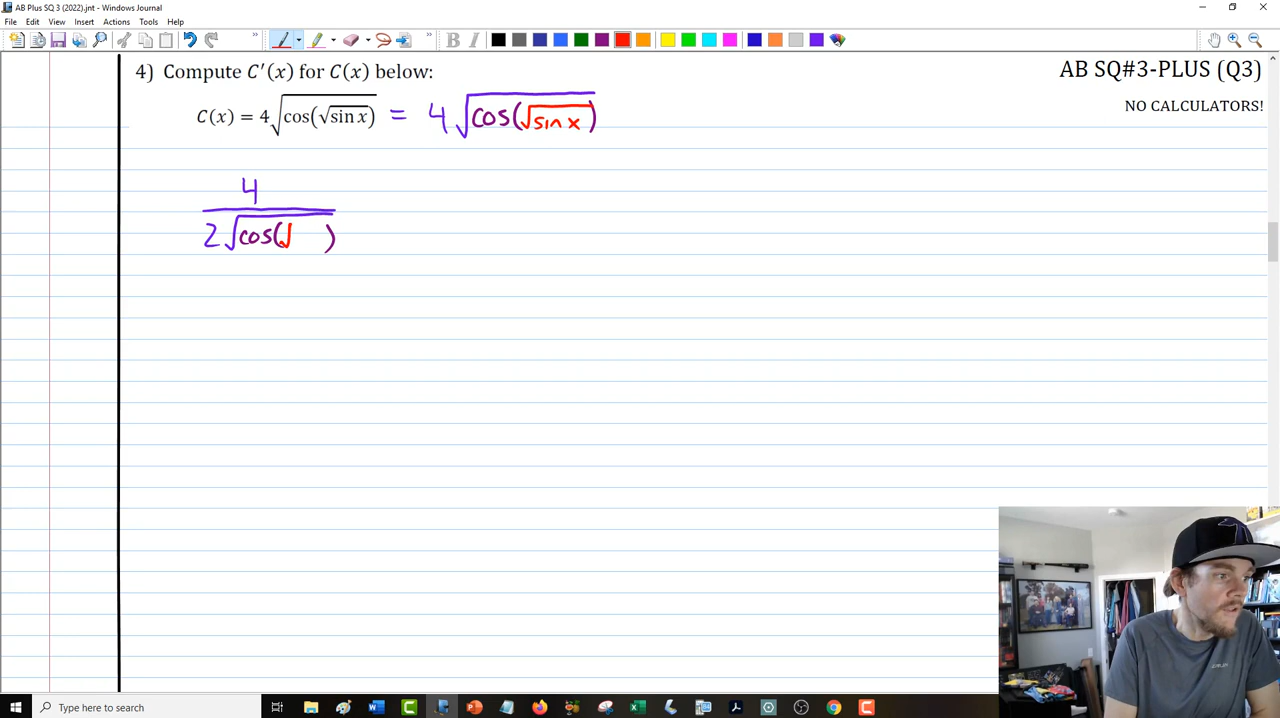 AB Plus SQ 3 (2022).jnt - Windows Journal
File Edit View Insert Actions Tools Help
4) Compute C′(x) for C(x) below:
AB SQ#3-PLUS (Q3)
NO CALCULATORS!
C(x) = 4√cos(√sin x) = 4√cos(√sin x)
4
2√cos(√ )
Type here to search